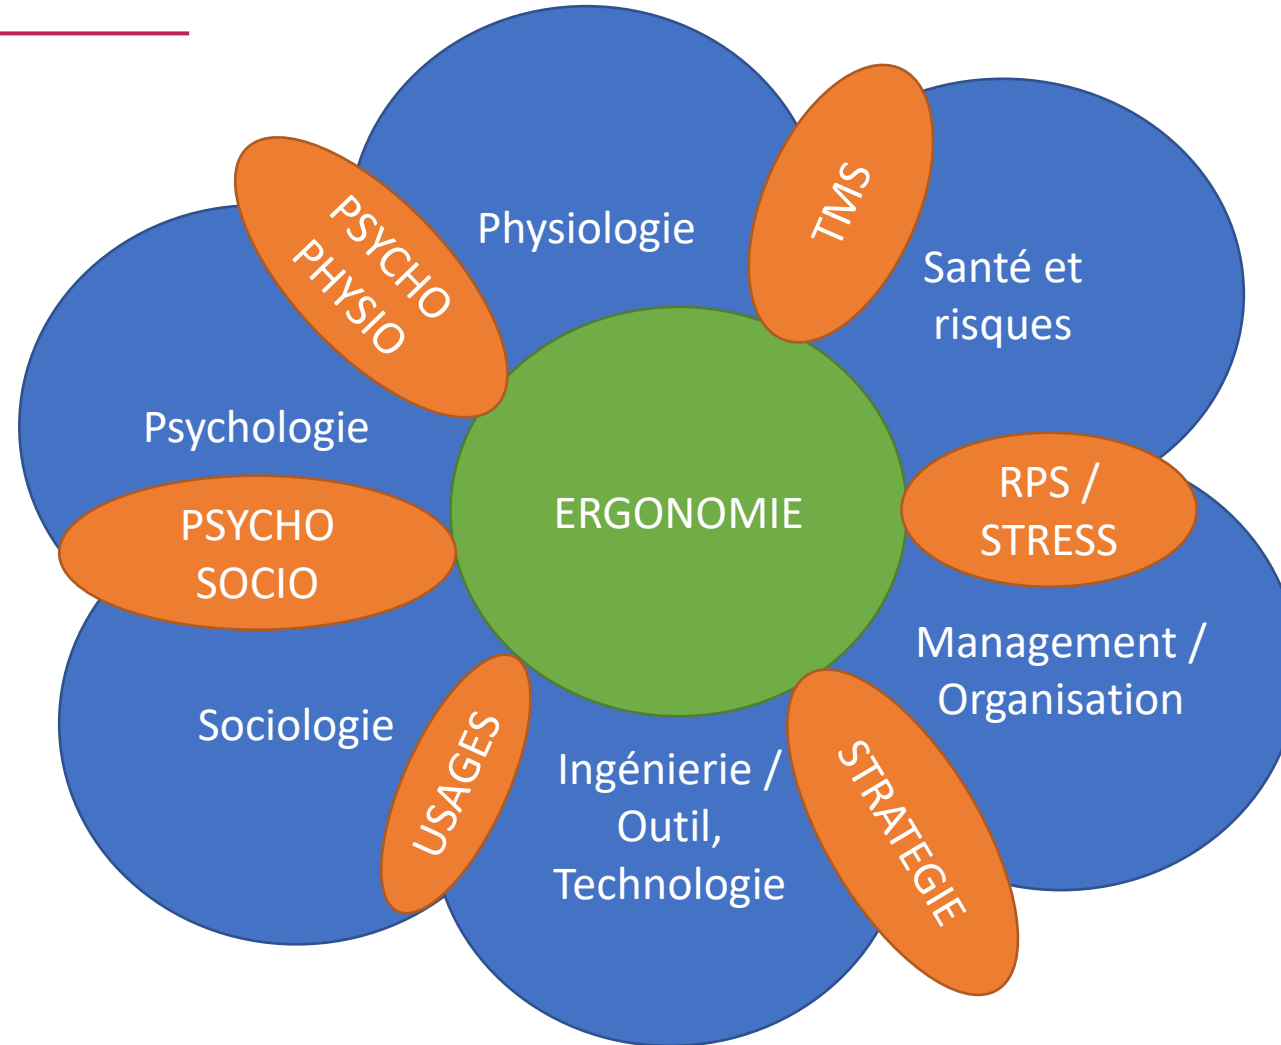 Physiologie
TMS
Santé et
risques
PSYCHO
PHYSIO
Psychologie
ERGONOMIE
RPS /
STRESS
PSYCHO
SOCIO
Management /
Organisation
Sociologie
USAGES
Ingénierie /
Outil,
Technologie
STRATEGIE